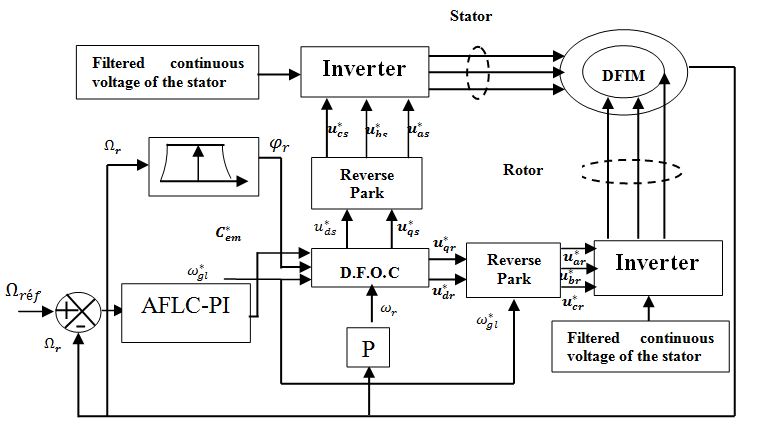 Stator
Filtered continuous
voltage of the stator
Inverter
DFIM
u*cs
u*bs
u*as
Ωr
φr
Reverse
Park
Rotor
C*em
u*ds
u*qs
u*qr
ω*gl
D.F.O.C
u*dr
Reverse
Park
u*ar
u*br
u*cr
Inverter
Ωréf
+
-
AFLC-PI
ωr
ω*gl
Ωr
P
Filtered continuous
voltage of the stator